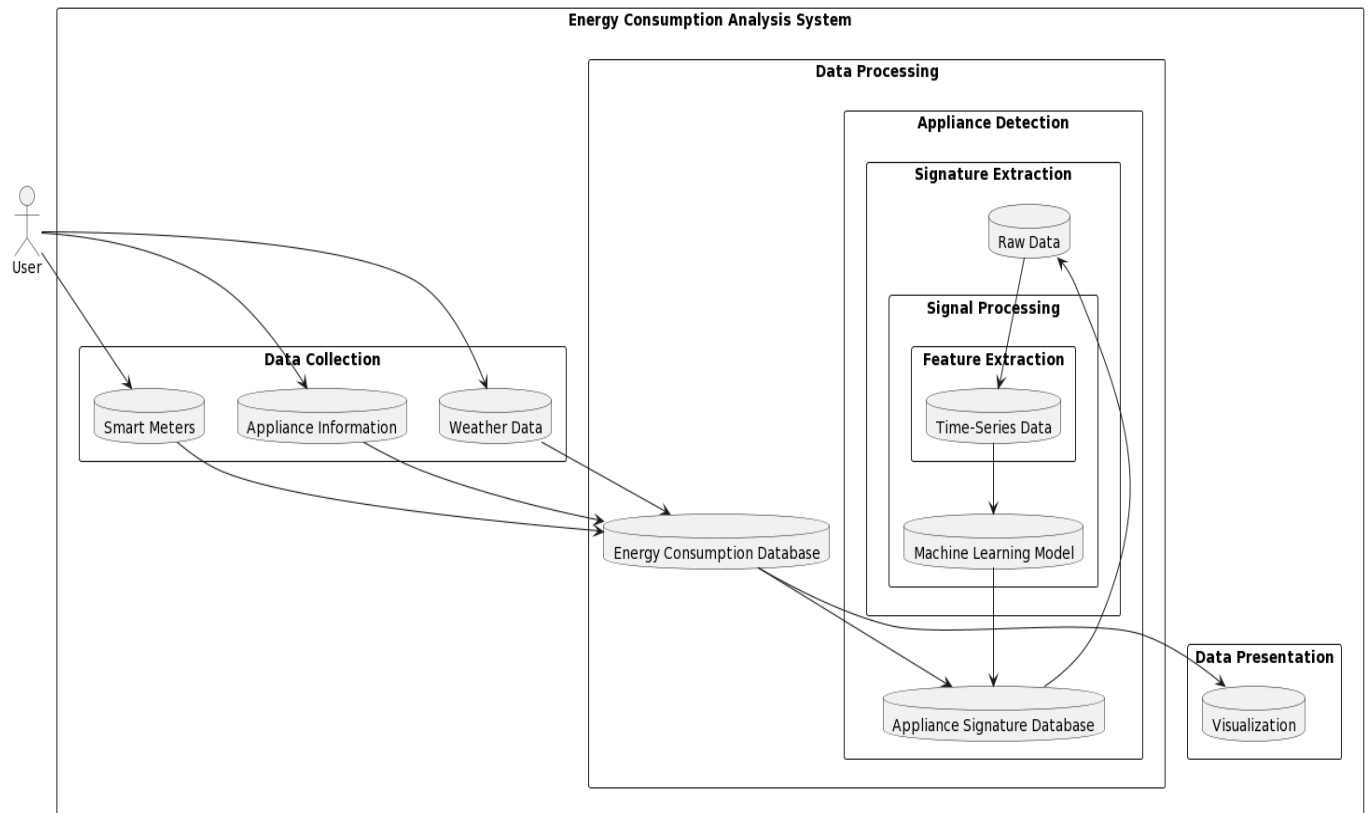 Energy Consumption Analysis System
Data Processing
Appliance Detection
Signature Extraction
Raw Data
User
Signal Processing
Data Collection
Feature Extraction
Smart Meters
Appliance Information
Weather Data
Time-Series Data
Energy Consumption Database
Machine Learning Model
Data Presentation
Appliance Signature Database
Visualization